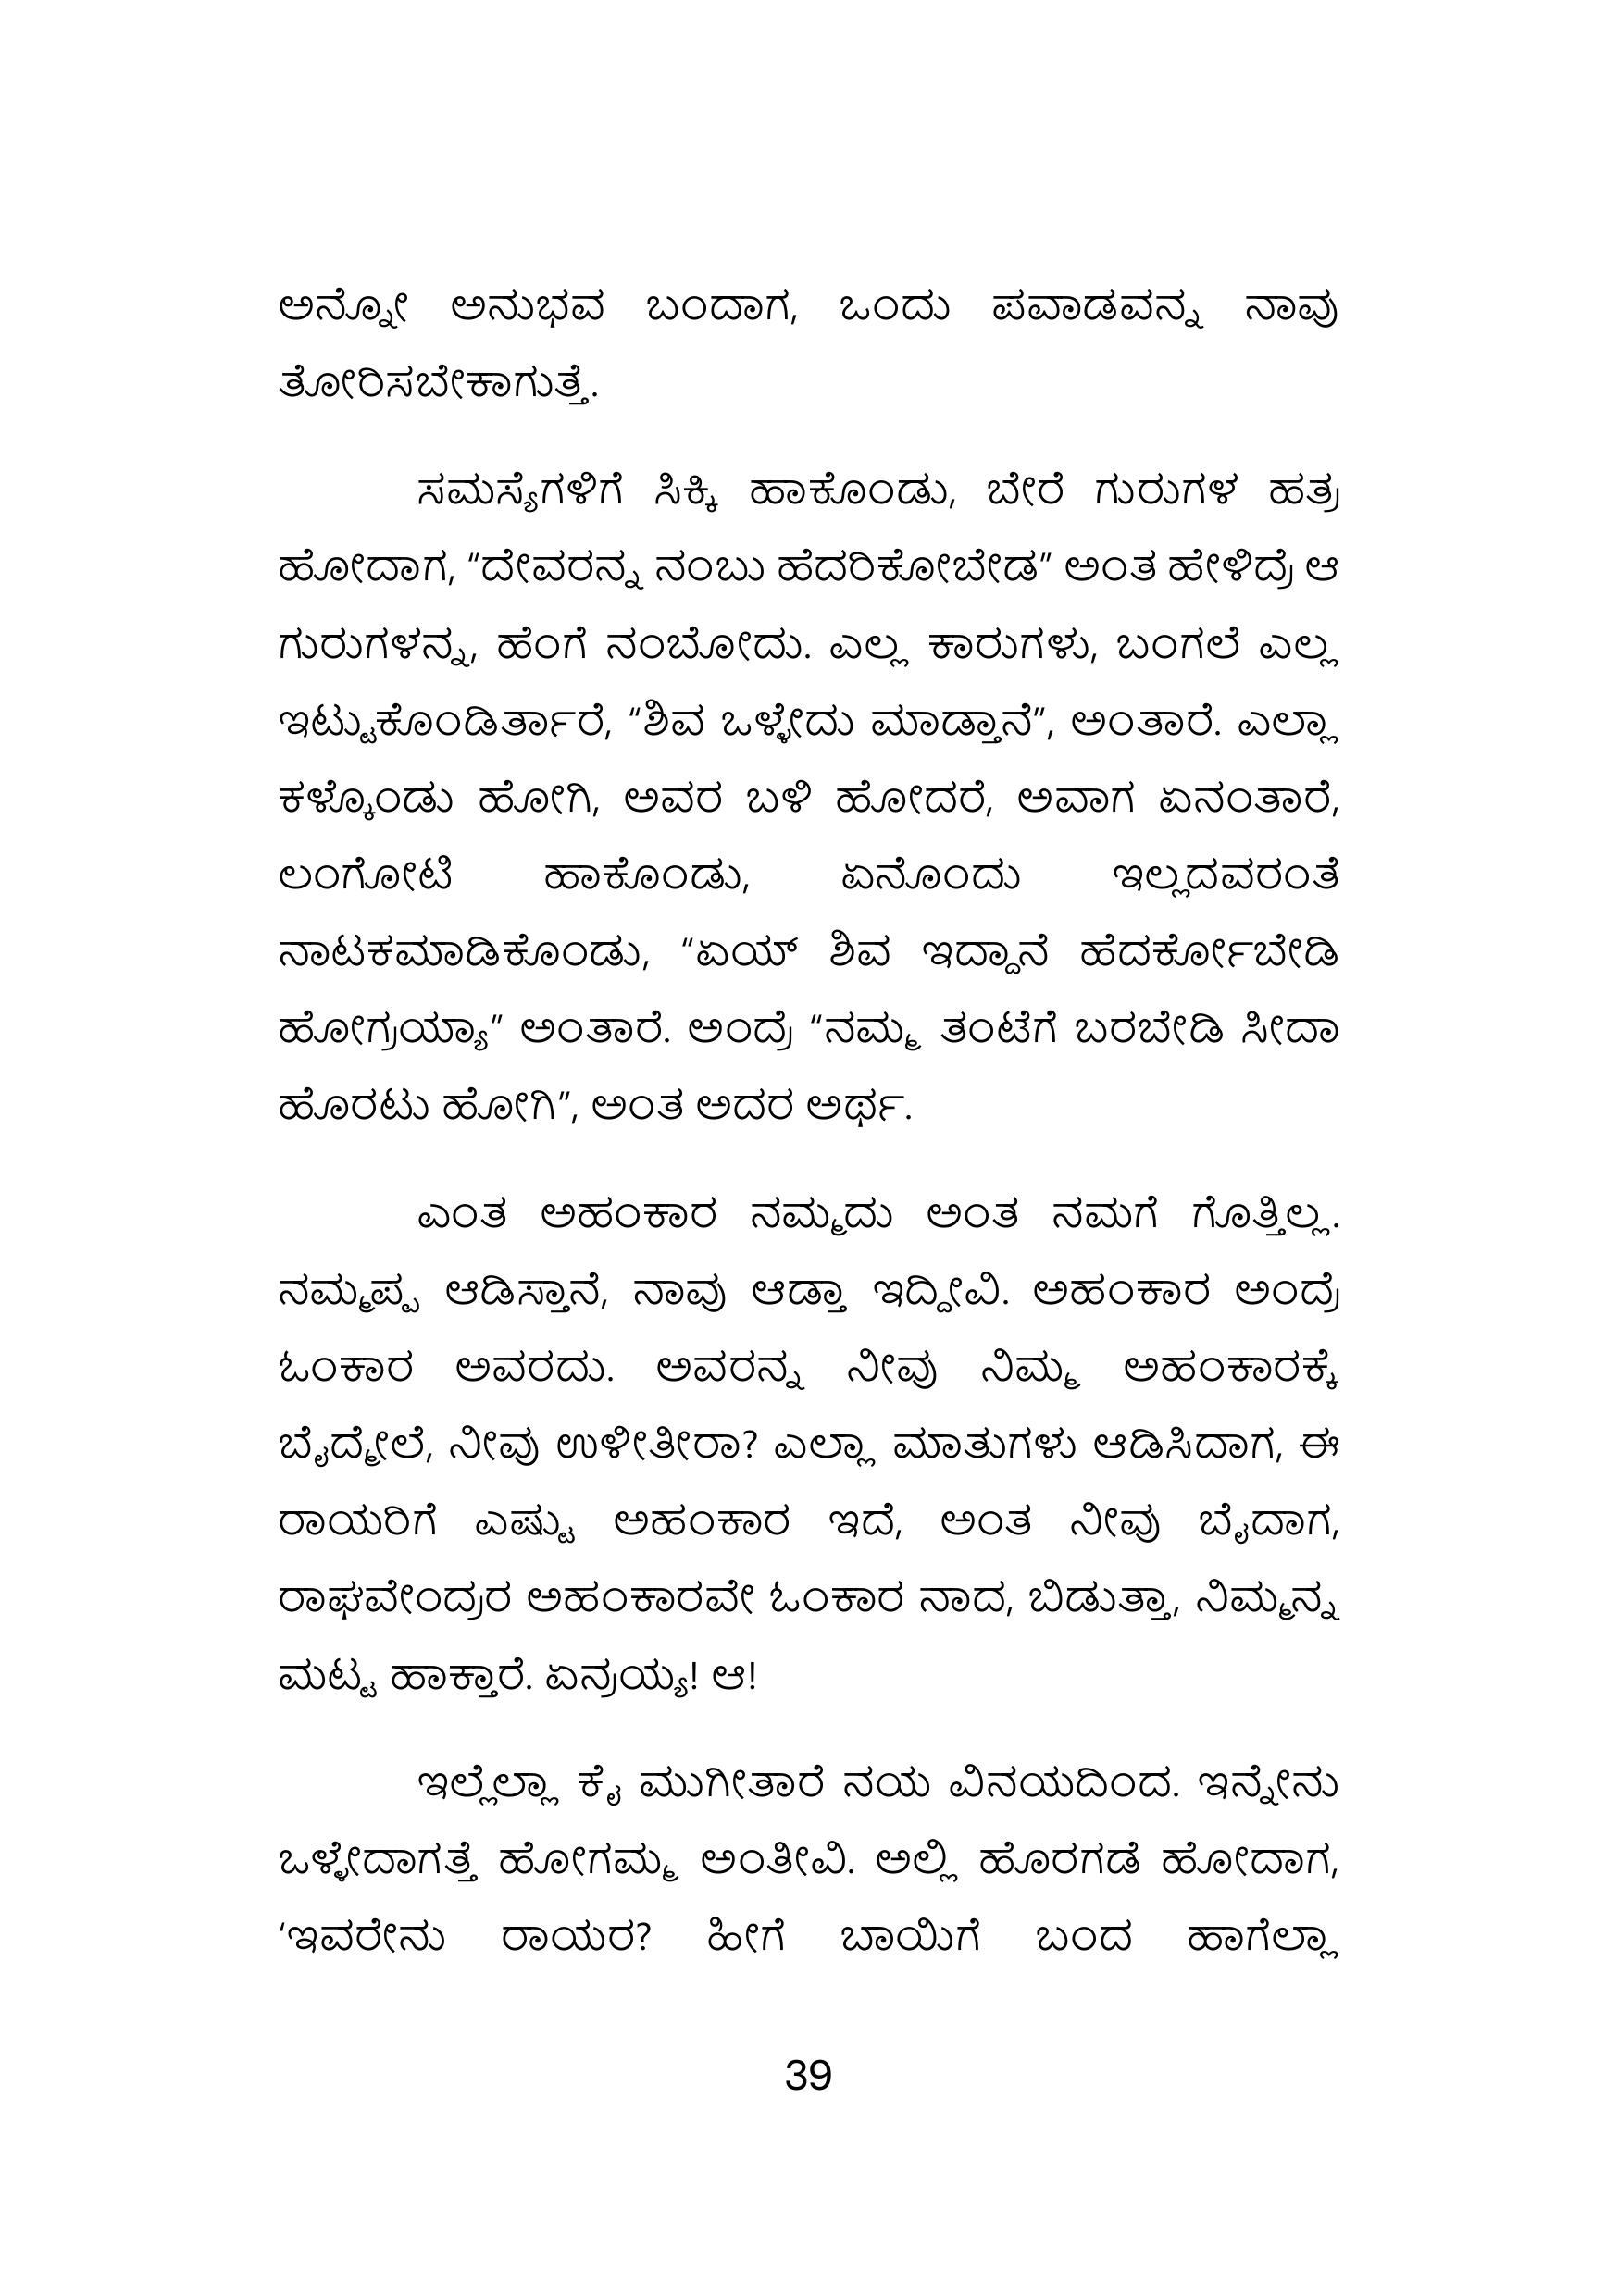 ಅನ್ನೋ ಅನುಭವ ಬಂದಾಗ, ಒಂದು ಪವಾಡವನ್ನ ನಾವು
ತೋರಿಸಬೇಕಾಗುತ್ತೆ.
ಸಮಸ್ಯೆಗಳಿಗೆ ಸಿಕ್ಕಿ ಹಾಕೊಂಡು, ಬೇರೆ ಗುರುಗಳ ಹತ್ರ
ಹೋದಾಗ, “ದೇವರನ್ನ ನಂಬು ಹೆದರಿಕೋಬೇಡ” ಅಂತ ಹೇಳಿದ್ರೆ ಆ
ಗುರುಗಳನ್ನ, ಹೆಂಗೆ ನಂಬೋದು. ಎಲ್ಲ ಕಾರುಗಳು, ಬಂಗಲೆ ಎಲ್ಲ
ಇಟ್ಟುಕೊಂಡಿರ್ತಾರೆ, “ಶಿವ ಒಳ್ಳೇದು ಮಾಡ್ತಾನೆ”, ಅಂತಾರೆ. ಎಲ್ಲಾ
ಕಳ್ಕೊಂಡು ಹೋಗಿ, ಅವರ ಬಳಿ ಹೋದರೆ, ಅವಾಗ ಏನಂತಾರೆ,
ಲಂಗೋಟಿ ಹಾಕೊಂಡು, ಏನೊಂದು ಇಲ್ಲದವರಂತೆ
ನಾಟಕಮಾಡಿಕೊಂಡು, “ಏಯ್ ಶಿವ ಇದ್ದಾನೆ ಹೆದರ್ಕೋಬೇಡಿ
ಹೋಗ್ರಯ್ಯಾ” ಅಂತಾರೆ. ಅಂದ್ರೆ “ನಮ್ಮ ತಂಟೆಗೆ ಬರಬೇಡಿ ಸೀದಾ
ಹೊರಟು ಹೋಗಿ”, ಅಂತ ಅದರ ಅರ್ಥ.
ಎಂತ ಅಹಂಕಾರ ನಮ್ಮದು ಅಂತ ನಮಗೆ ಗೊತ್ತಿಲ್ಲ.
ನಮ್ಮಪ್ಪ ಆಡಿಸ್ತಾನೆ, ನಾವು ಆಡ್ತಾ ಇದ್ದೀವಿ. ಅಹಂಕಾರ ಅಂದ್ರೆ
ಓಂಕಾರ ಅವರದು. ಅವರನ್ನ ನೀವು ನಿಮ್ಮ ಅಹಂಕಾರಕ್ಕೆ
ಬೈದ್ಮೇಲೆ, ನೀವು ಉಳೀತೀರಾ? ಎಲ್ಲಾ ಮಾತುಗಳು ಆಡಿಸಿದಾಗ, ಈ
ರಾಯರಿಗೆ ಎಷ್ಟು ಅಹಂಕಾರ ಇದೆ, ಅಂತ ನೀವು ಬೈದಾಗ,
ರಾಘವೇಂದ್ರರ ಅಹಂಕಾರವೇ ಓಂಕಾರ ನಾದ, ಬಿಡುತ್ತಾ, ನಿಮ್ಮನ್ನ
ಮಟ್ಟ ಹಾಕ್ತಾರೆ. ಏನ್ರಯ್ಯ! ಆ!
ಇಲ್ಲೆಲ್ಲಾ ಕೈ ಮುಗೀತಾರೆ ನಯ ವಿನಯದಿಂದ. ಇನ್ನೇನು
ಒಳ್ಳೇದಾಗತ್ತೆ ಹೋಗಮ್ಮ ಅಂತೀವಿ. ಅಲ್ಲಿ ಹೊರಗಡೆ ಹೋದಾಗ,
‘ಇವರೇನು ರಾಯರ? ಹೀಗೆ ಬಾಯಿಗೆ ಬಂದ ಹಾಗೆಲ್ಲಾ
39